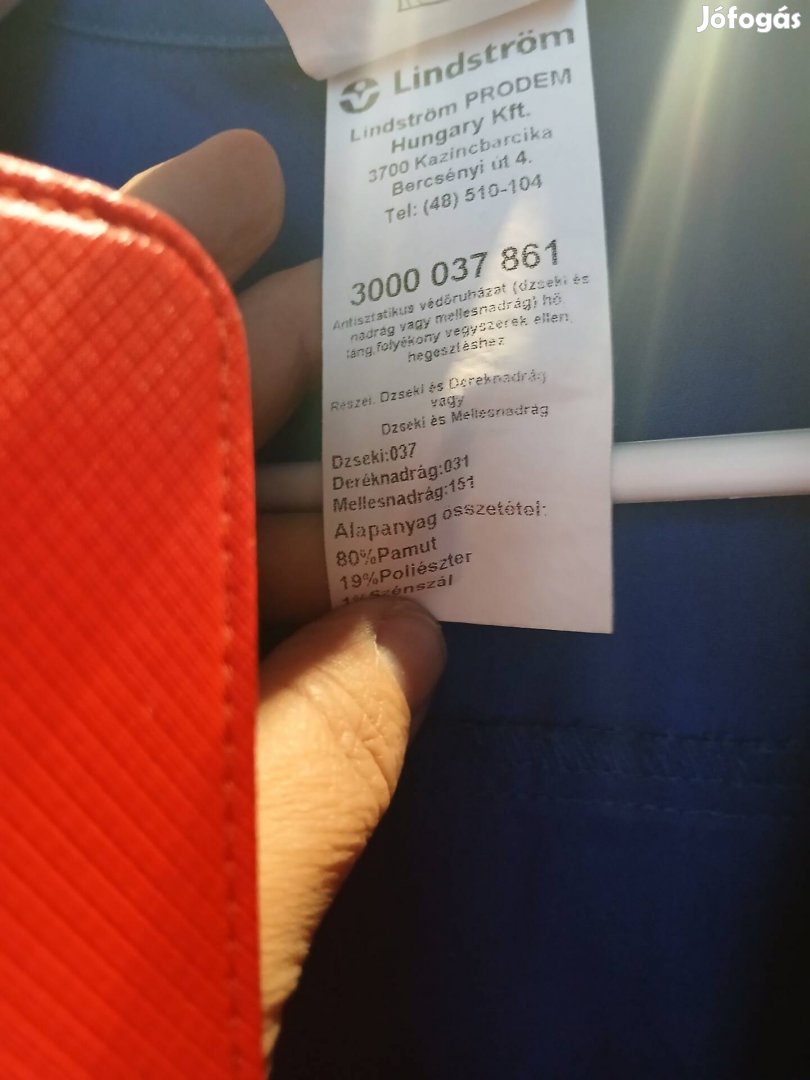 Jófogás
Lindström
Lindström PRODEM
Hungary Kft.
3700 Kazincbarcika
Bercsényi út 4.
Tel: (48) 510-104
3000 037 861
Antisztatikus védőruházat (dzseki és
nadrág vagy mellesnadrág) hő,
láng,folyékony vegyszerek ellen,
hegesztéshez
Részei: Dzseki és Deréknadrág
vagy
Dzseki és Mellesnadrág
Dzseki:037
Deréknadrág:031
Mellesnadrág:151
Alapanyag összetétel:
80%Pamut
19%Poliészter
1%Szénszál